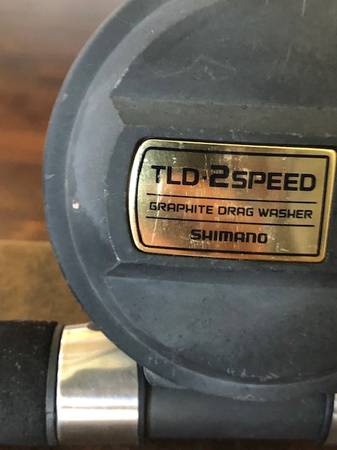 TLD·2SPEED
GRAPHITE DRAG WASHER
SHIMANO